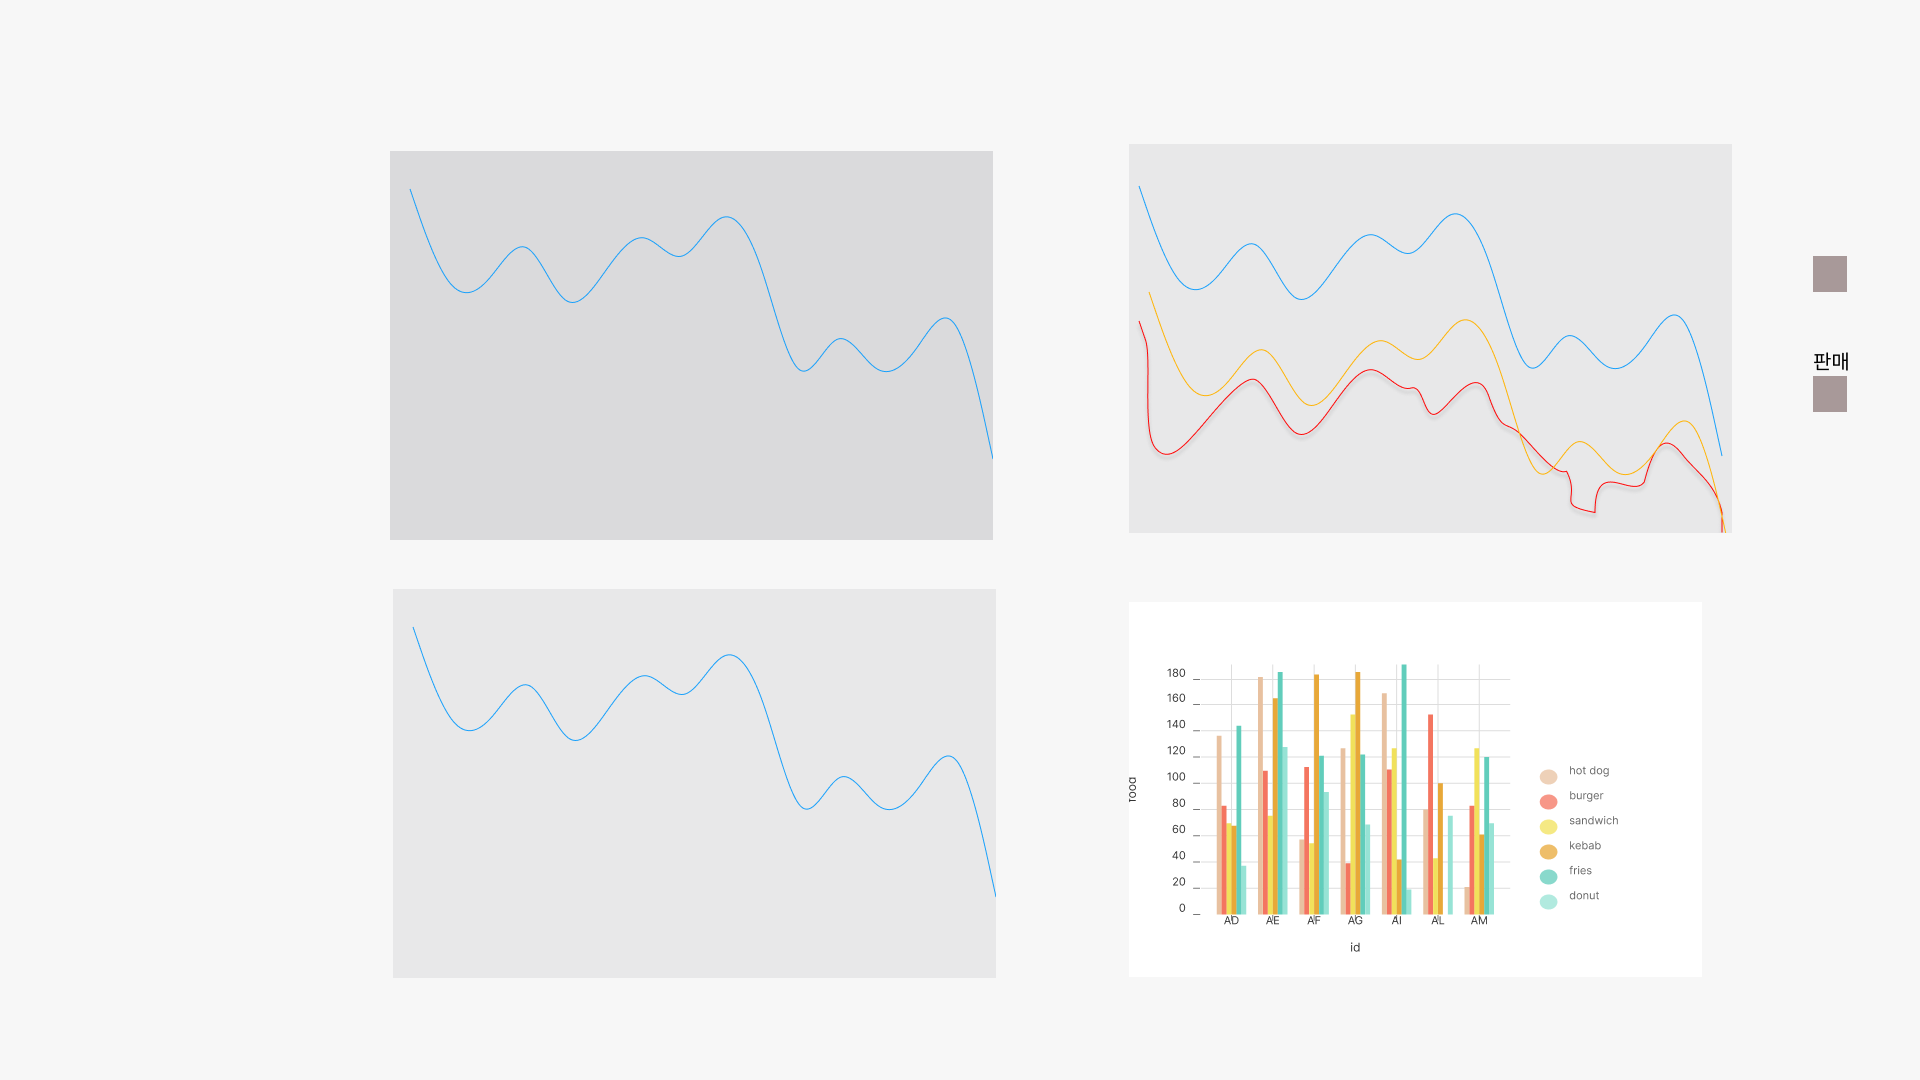 판매
180
160
140
120
100
80
60
40
20
0
food
AD AE AF AG AI AL AM
id
hot dog
burger
sandwich
kebab
fries
donut